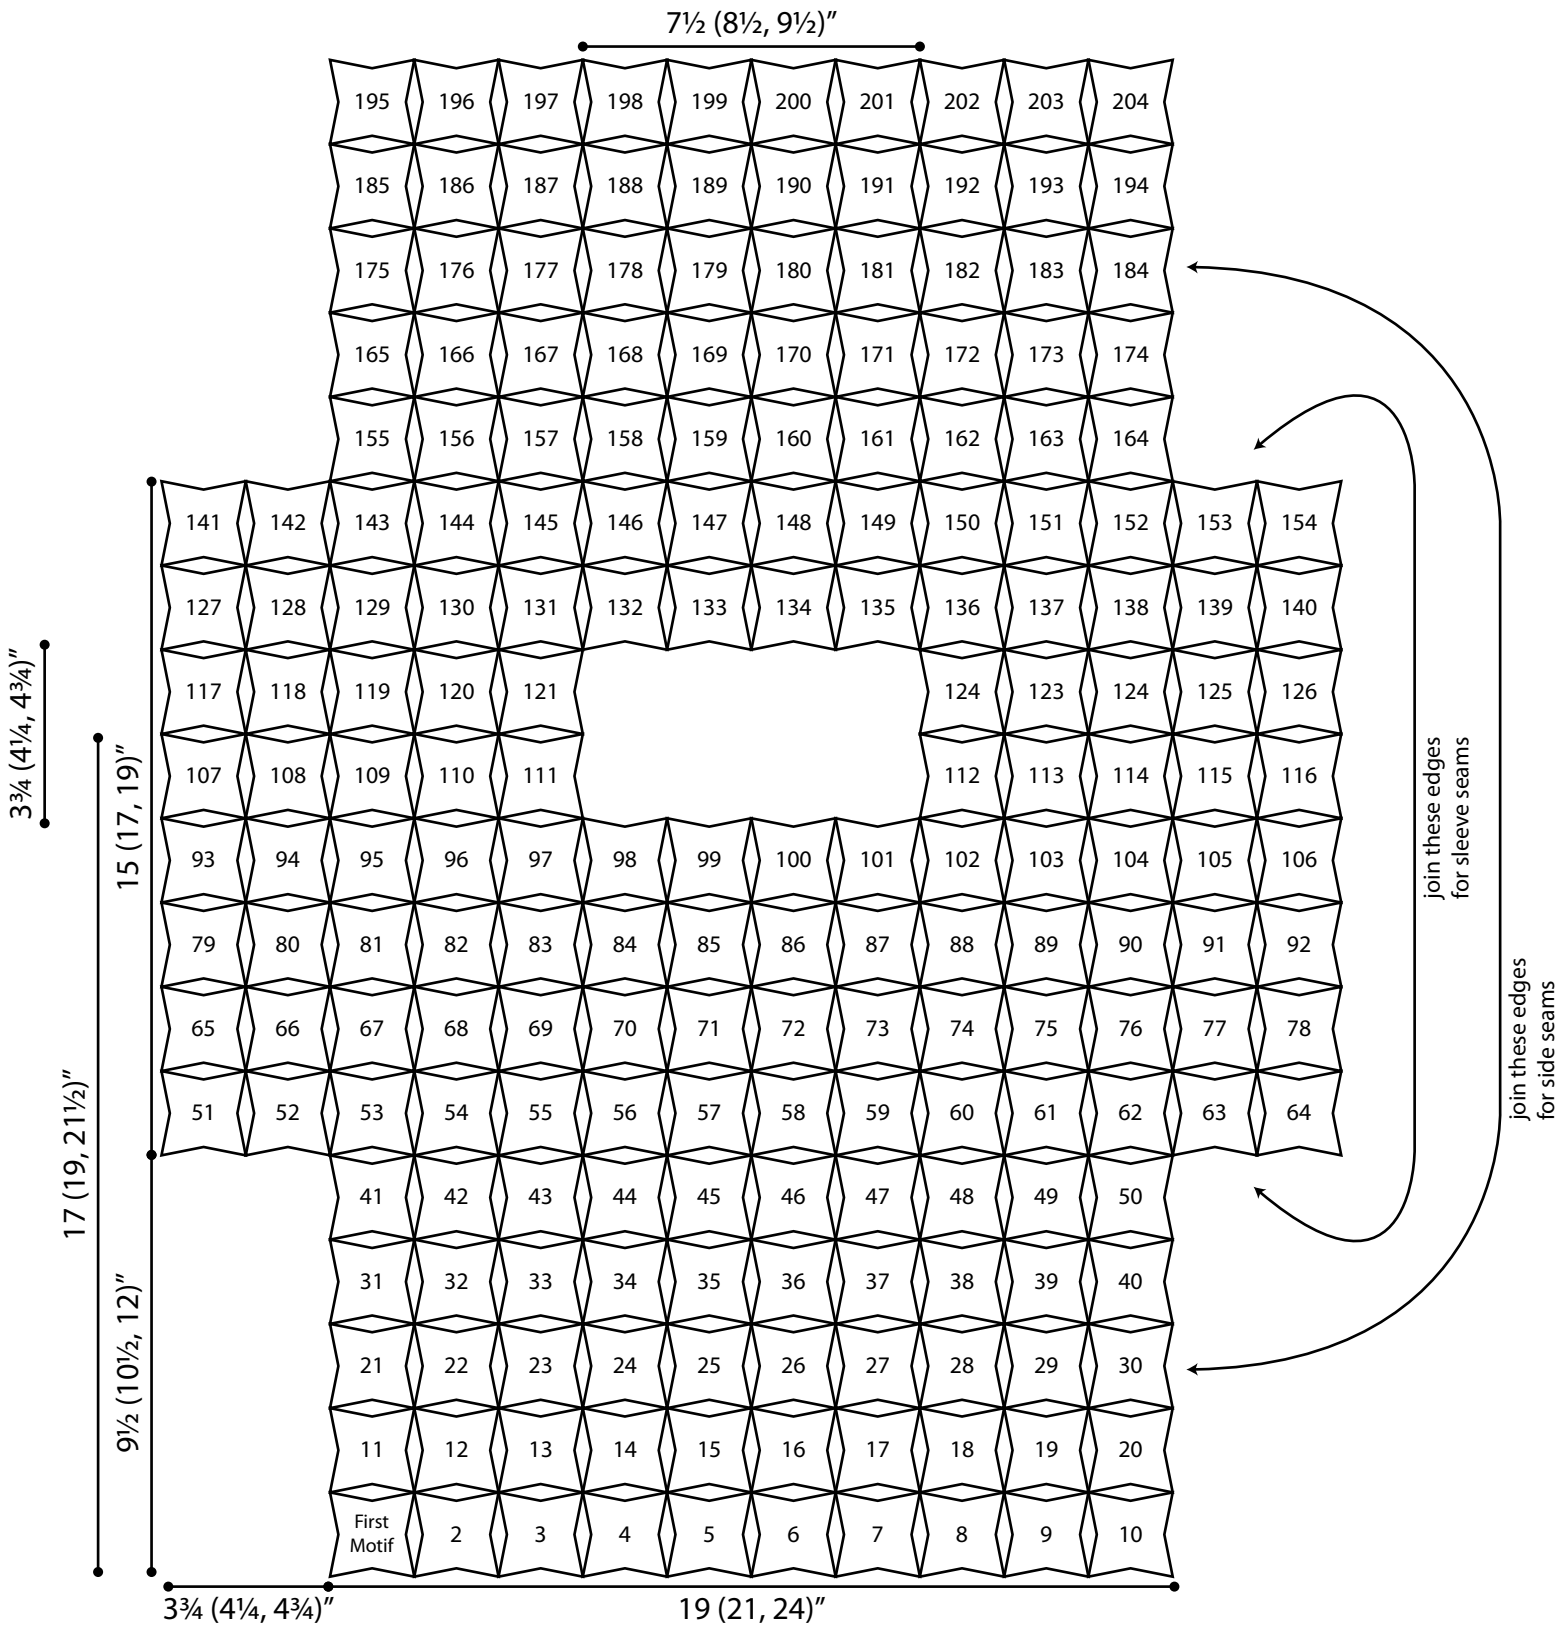 7½ (8½, 9½)”
195 196 197 198 199 200 201 202 203 204
185 186 187 188 189 190 191 192 193 194
175 176 177 178 179 180 181 182 183 184
165 166 167 168 169 170 171 172 173 174
155 156 157 158 159 160 161 162 163 164
141 142 143 144 145 146 147 148 149 150 151 152 153 154
127 128 129 130 131 132 133 134 135 136 137 138 139 140
117 118 119 120 121 124 123 124 125 126
107 108 109 110 111 112 113 114 115 116
93 94 95 96 97 98 99 100 101 102 103 104 105 106
79 80 81 82 83 84 85 86 87 88 89 90 91 92
65 66 67 68 69 70 71 72 73 74 75 76 77 78
51 52 53 54 55 56 57 58 59 60 61 62 63 64
41 42 43 44 45 46 47 48 49 50
31 32 33 34 35 36 37 38 39 40
21 22 23 24 25 26 27 28 29 30
11 12 13 14 15 16 17 18 19 20
First
Motif
2 3 4 5 6 7 8 9 10
3¾ (4¼, 4¾)”
15 (17, 19)”
17 (19, 21½)”
9½ (10½, 12)”
3¾ (4¼, 4¾)”
19 (21, 24)”
join these edges
for sleeve seams
join these edges
for side seams